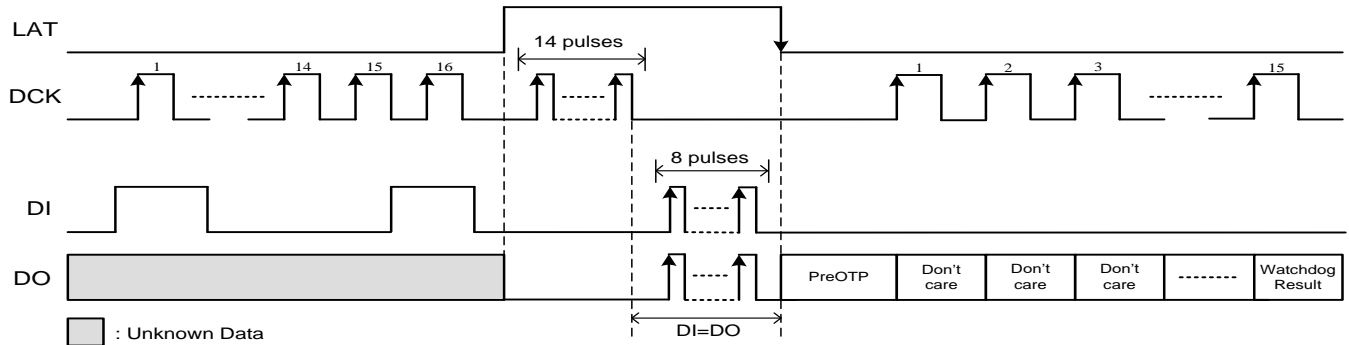 LAT
14 pulses
DCK
1
14
15
16
1
2
3
15
8 pulses
DI
DO
PreOTP
Don't
care
Don't
care
Don't
care
Watchdog
Result
DI=DO
: Unknown Data